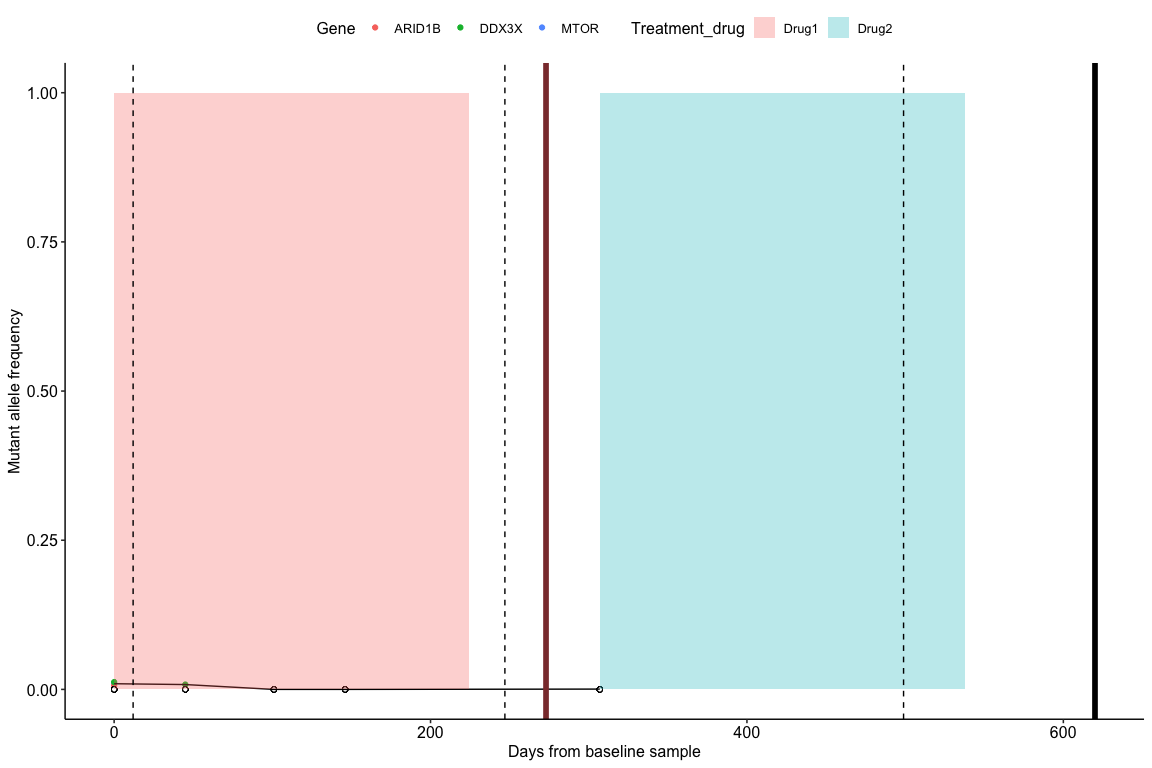 Gene ARID1B DDX3X MTOR Treatment_drug Drug1 Drug2
1.00
0.75
0.50
0.25
0.00
Mutant allele frequency
0 200 400 600
Days from baseline sample